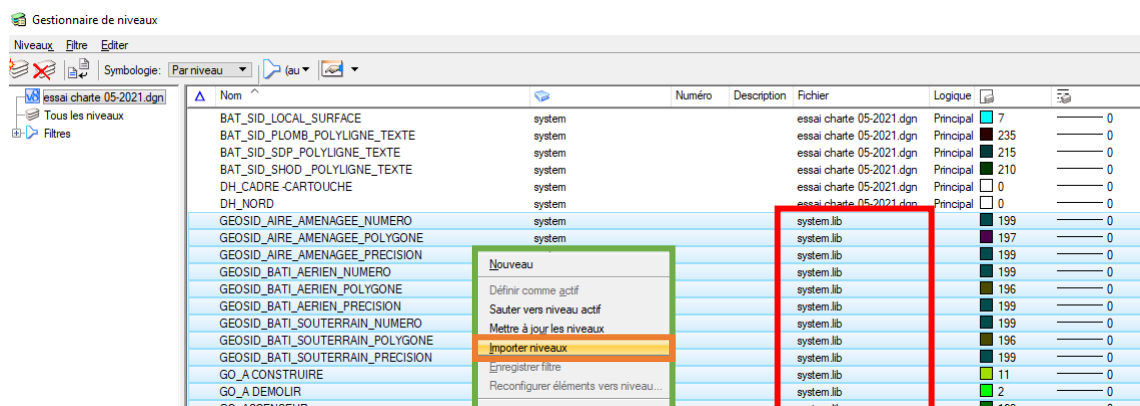 Gestionnaire de niveaux
Niveaux Filtre Editer
Symbologie: Par niveau (au
essai charte 05-2021.dgn
Tous les niveaux
Filtres
Nom Numéro Description Fichier Logique
BAT_SID_LOCAL_SURFACE system essai charte 05-2021.dgn Principal 7 0
BAT_SID_PLOMB_POLYLIGNE_TEXTE system essai charte 05-2021.dgn Principal 235 0
BAT_SID_SDP_POLYLIGNE_TEXTE system essai charte 05-2021.dgn Principal 215 0
BAT_SID_SHOD _POLYLIGNE_TEXTE system essai charte 05-2021.dgn Principal 210 0
DH_CADRE -CARTOUCHE system essai charte 05-2021.dgn Principal 0 0
DH_NORD system essai charte 05-2021.dgn Principal 0 0
GEOSID_AIRE_AMENAGEE_NUMERO system system.lib 199 0
GEOSID_AIRE_AMENAGEE_POLYGONE system system.lib 197 0
GEOSID_AIRE_AMENAGEE_PRECISION system.lib 199 0
GEOSID_BATI_AERIEN_NUMERO system.lib 199 0
GEOSID_BATI_AERIEN_POLYGONE system.lib 196 0
GEOSID_BATI_AERIEN_PRECISION system.lib 199 0
GEOSID_BATI_SOUTERRAIN_NUMERO system.lib 199 0
GEOSID_BATI_SOUTERRAIN_POLYGONE system.lib 196 0
GEOSID_BATI_SOUTERRAIN_PRECISION system.lib 199 0
GO_A CONSTRUIRE system.lib 11 0
GO_A DEMOLIR system.lib 2 0
Nouveau
Définir comme actif
Sauter vers niveau actif
Mettre à jour les niveaux
Importer niveaux
Enregistrer filtre
Reconfigurer éléments vers niveau...